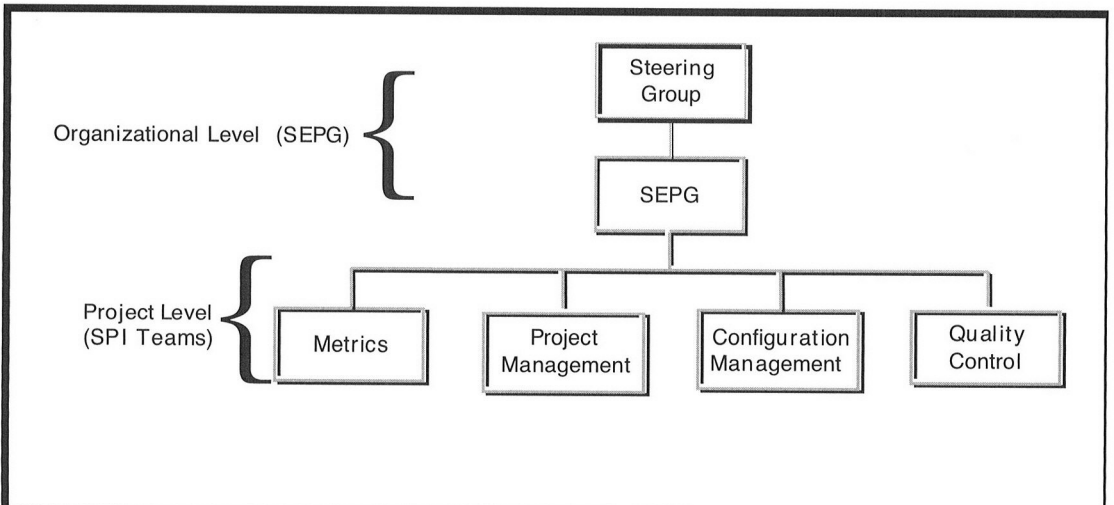 Steering
Group
Organizational Level (SEPG)
SEPG
Project Level
(SPI Teams)
Metrics
Project
Management
Configuration
Management
Quality
Control